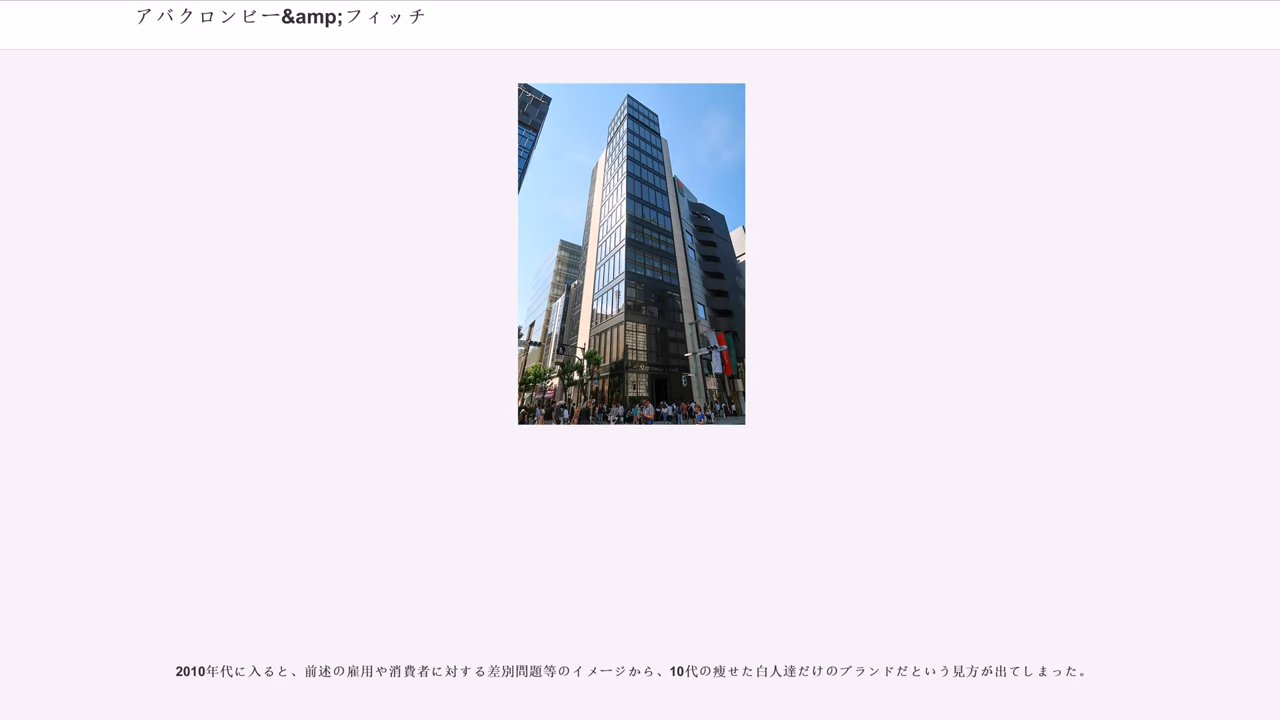 アバクロンビー&amp;フィッチ
2010年代に入ると、前述の雇用や消費者に対する差別問題等のイメージから、10代の痩せた白人達だけのブランドだという見方が出てしまった。